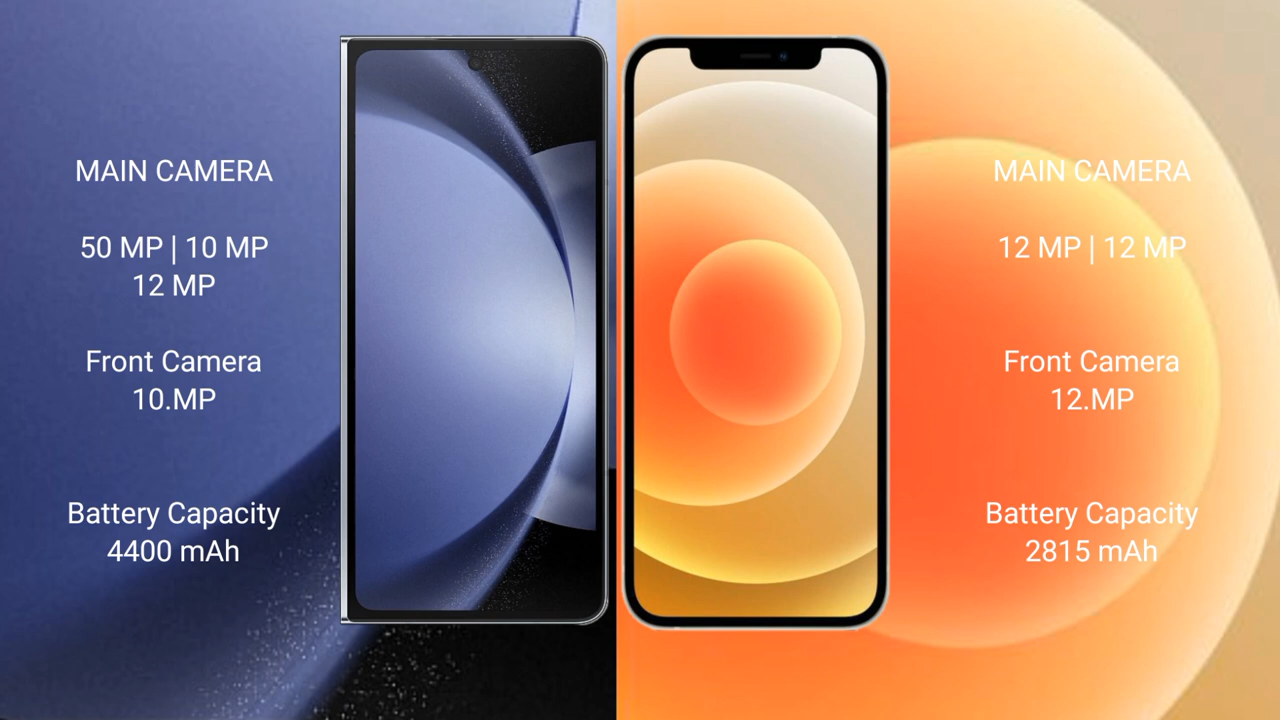 MAIN CAMERA
50 MP | 10 MP
12 MP
Front Camera
10.MP
Battery Capacity
4400 mAh
MAIN CAMERA
12 MP | 12 MP
Front Camera
12.MP
Battery Capacity
2815 mAh